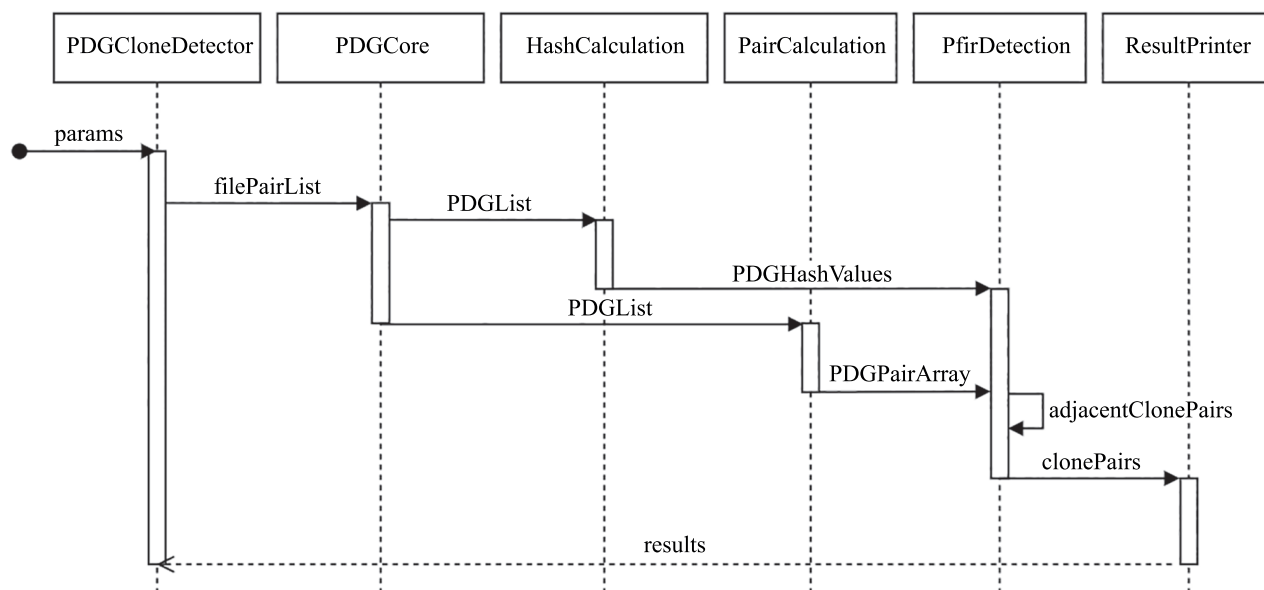 PDGCloneDetector
PDGCore
HashCalculation
PairCalculation
PfirDetection
ResultPrinter
params
filePairList
PDGList
PDGHashValues
PDGList
PDGPairArray
adjacentClonePairs
clonePairs
results